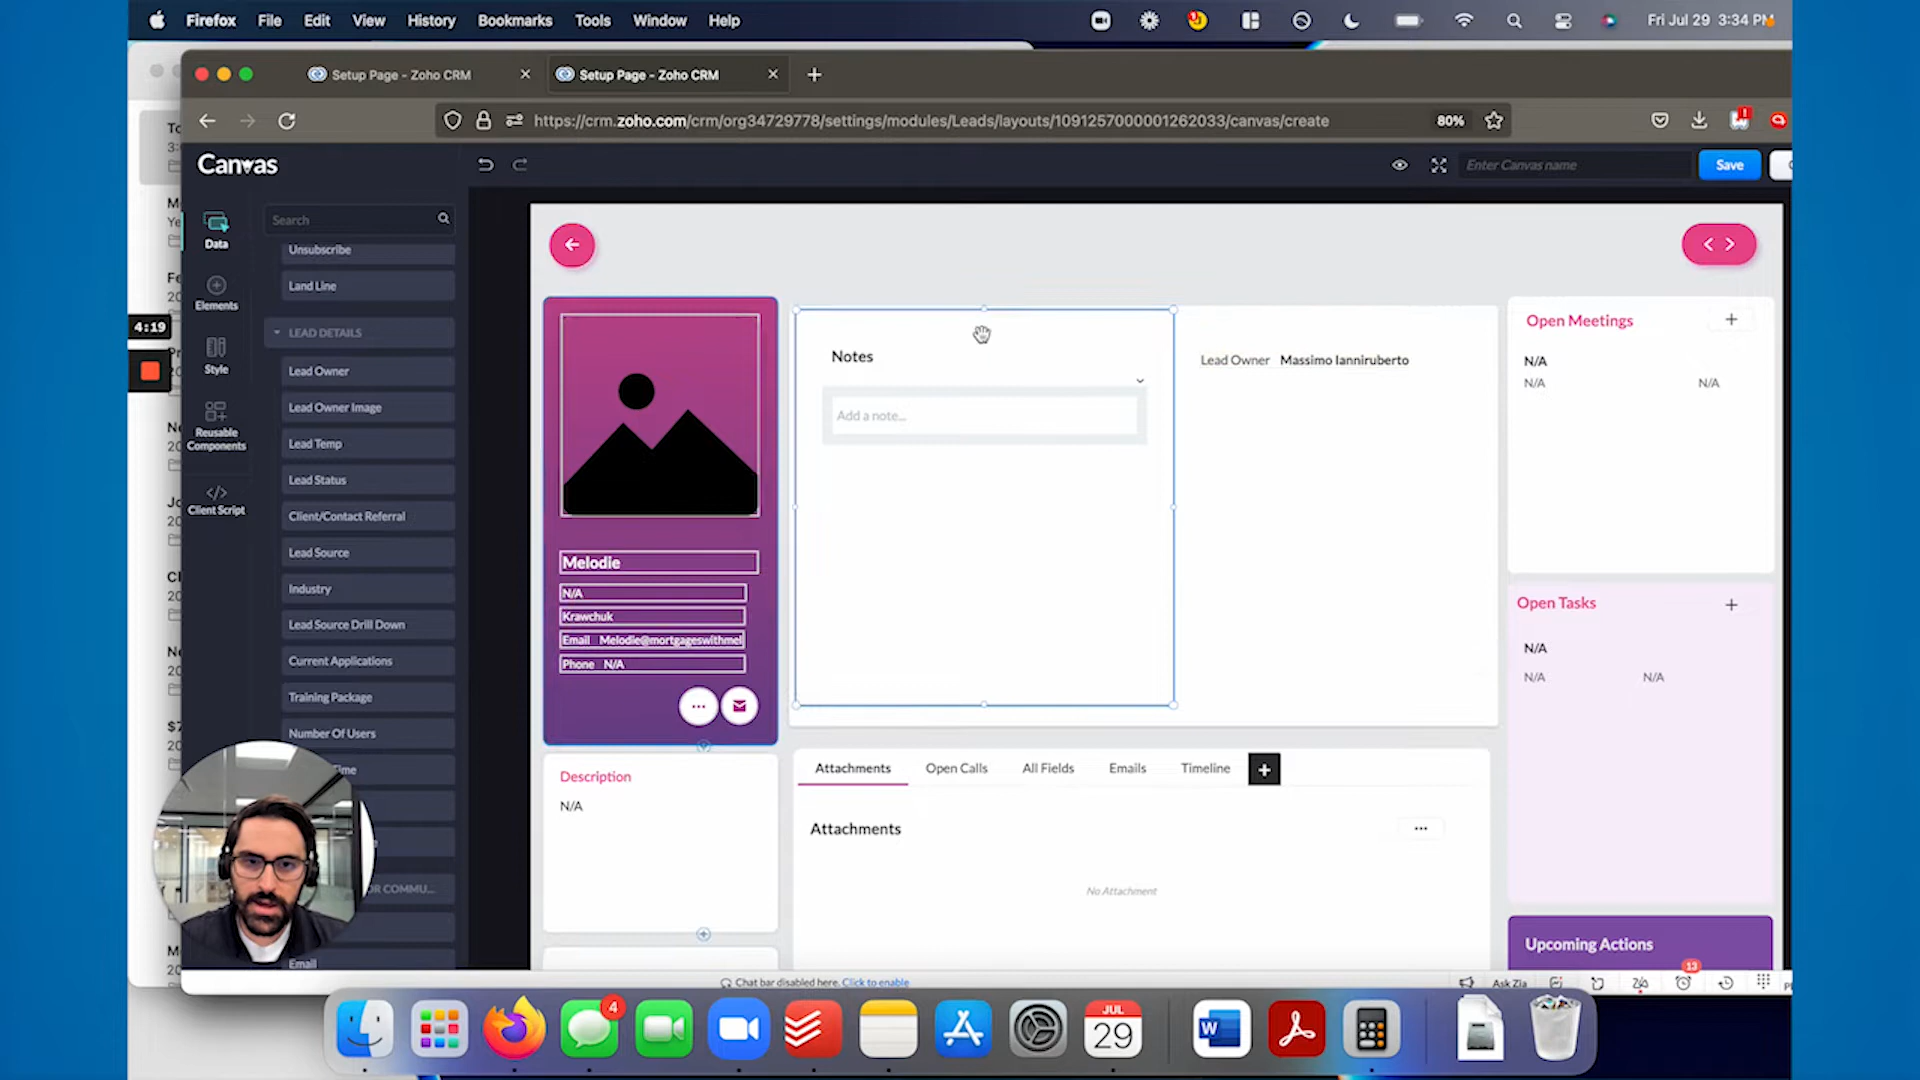 Firefox File Edit View History Bookmarks Tools Window Help
Fri Jul 29 3:34 PM
Setup Page - Zoho CRM
Setup Page - Zoho CRM
https://crm.zoho.com/crm/org34729778/settings/modules/Leads/layouts/1091257000001262033/canvas/create
80%
Canvas
Enter Canvas name
Save
Data
Elements
Style
Reusable
Components
Client Script
Search
Unsubscribe
Land Line
LEAD DETAILS
Lead Owner
Lead Owner Image
Lead Temp
Lead Status
Client/Contact Referral
Lead Source
Industry
Lead Source Drill Down
Current Applications
Training Package
Number Of Users
Time
OR COMMU...
Email
4:19
Melodie
N/A
Krawchuk
Email Melodie@mortgageswithmel
Phone N/A
Description
N/A
Notes
Add a note...
Lead Owner Massimo Ianniruberto
Attachments Open Calls All Fields Emails Timeline
Attachments
No Attachment
Open Meetings
N/A
N/A N/A
Open Tasks
N/A
N/A N/A
Upcoming Actions
Chat bar disabled here. Click to enable
Ask Zia
13
4
JUL
29
W